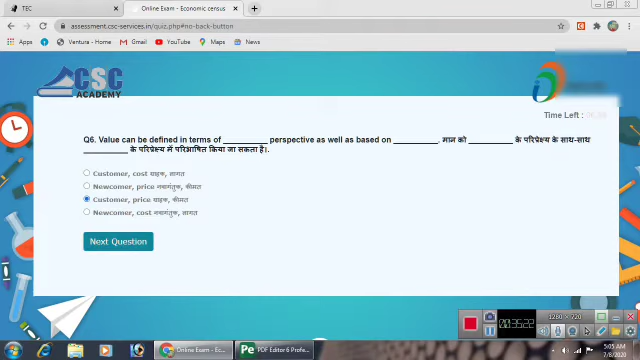 TEC
Online Exam - Economic census
assessment.csc-services.in/quiz.php#no-back-button
Apps Ventura - Home Gmail YouTube Maps News
CSC
ACADEMY
Time Left :
Q6. Value can be defined in terms of __________ perspective as well as based on __________. मान को __________ के परिप्रेक्ष्य के साथ-साथ
__________ के परिप्रेक्ष्य में परिभाषित किया जा सकता है।.
Customer, cost ग्राहक, लागत
Newcomer, price नवागंतुक, कीमत
Customer, price ग्राहक, कीमत
Newcomer, cost नवागंतुक, लागत
Next Question
1280 × 720
Online Exam - Ec...
PDF Editor 6 Profe...
5:05 AM
7/8/2020